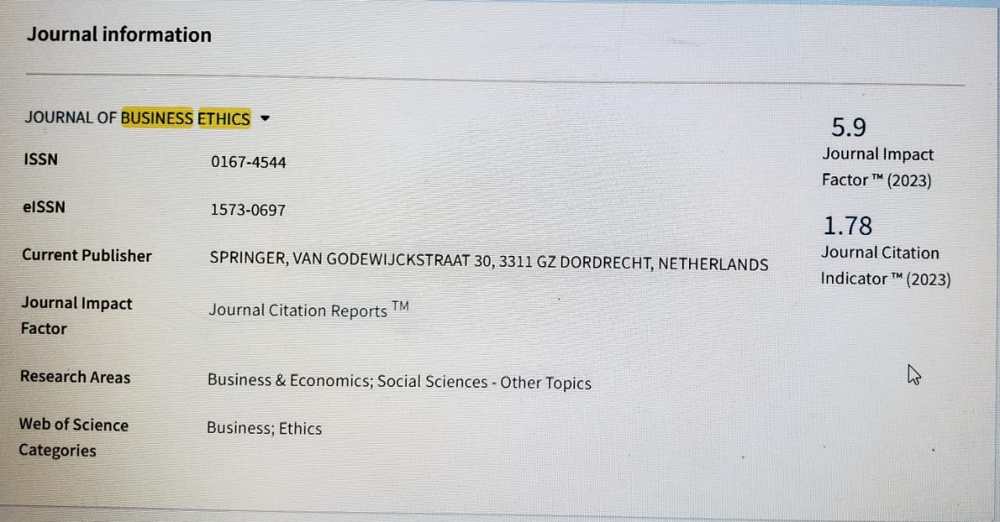 Journal information
JOURNAL OF BUSINESS ETHICS
5.9
Journal Impact
Factor ™ (2023)
ISSN 0167-4544
eISSN 1573-0697
1.78
Journal Citation
Indicator ™ (2023)
Current Publisher SPRINGER, VAN GODEWIJCKSTRAAT 30, 3311 GZ DORDRECHT, NETHERLANDS
Journal Impact
Factor
Journal Citation Reports TM
Research Areas Business & Economics; Social Sciences - Other Topics
Web of Science
Categories
Business; Ethics